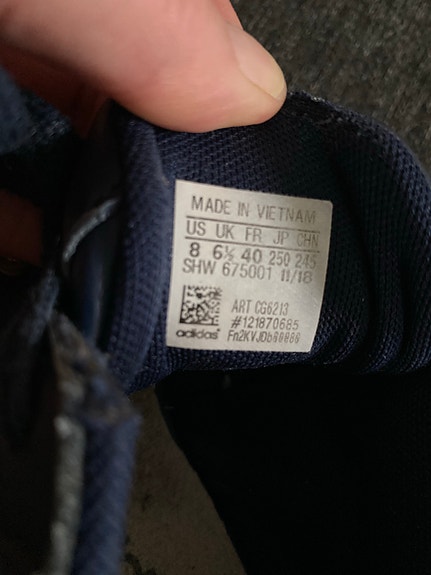 MADE IN VIETNAM
US UK FR JP CHN
8 6½ 40 250 245
SHW 675001 11/18
ART CG6213
#121870685
adidas